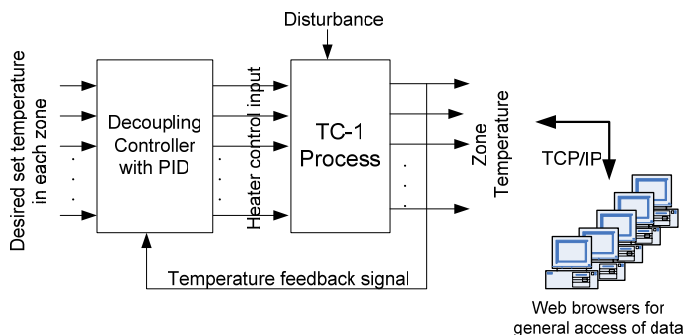 Disturbance
Desired set temperature
in each zone
Decoupling
Controller
with PID
Heater control input
TC-1
Process
Zone
Temperature
TCP/IP
Temperature feedback signal
Web browsers for
general access of data